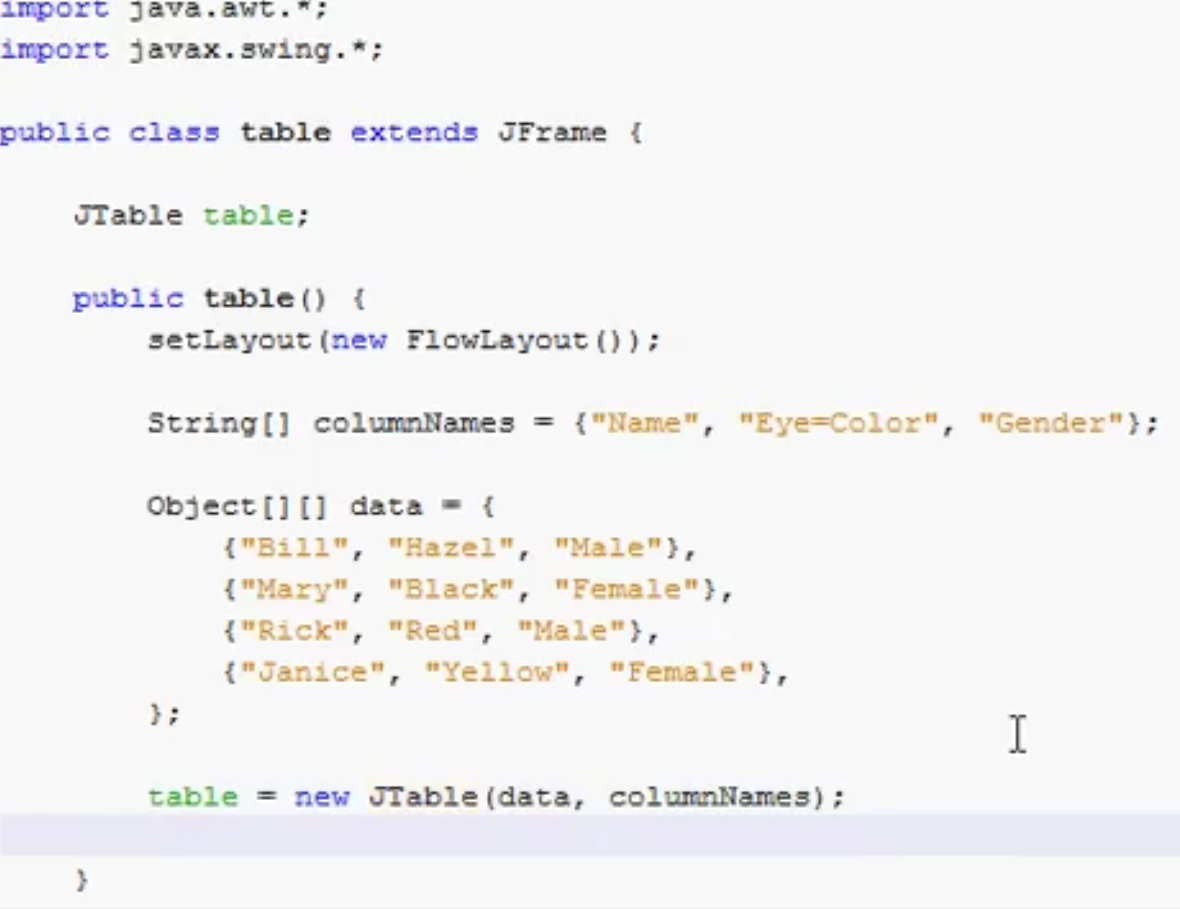 import java.awt.*;
import javax.swing.*;
public class table extends JFrame {
JTable table;
public table() {
setLayout(new FlowLayout());
String[] columnNames = {"Name", "Eye=Color", "Gender"};
Object[][] data = {
{"Bill", "Hazel", "Male"},
{"Mary", "Black", "Female"},
{"Rick", "Red", "Male"},
{"Janice", "Yellow", "Female"},
};
table = new JTable(data, columnNames);
}